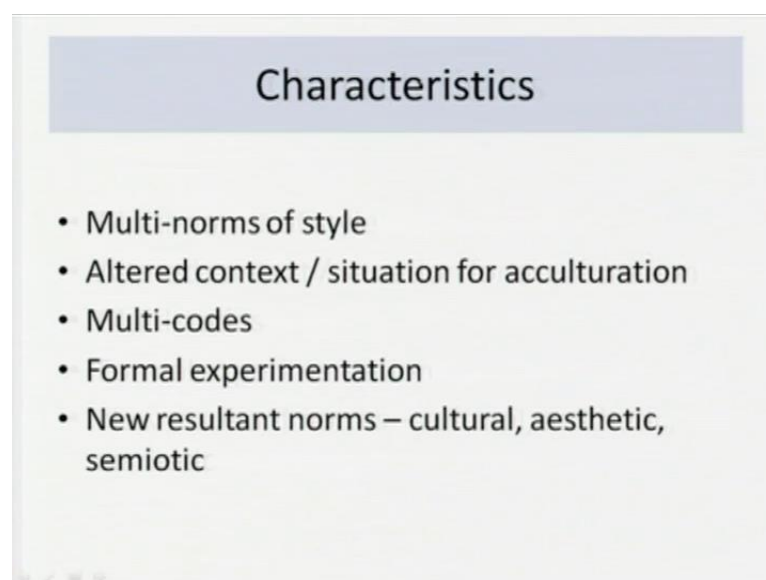 Characteristics
• Multi-norms of style
• Altered context / situation for acculturation
• Multi-codes
• Formal experimentation
• New resultant norms – cultural, aesthetic,
semiotic